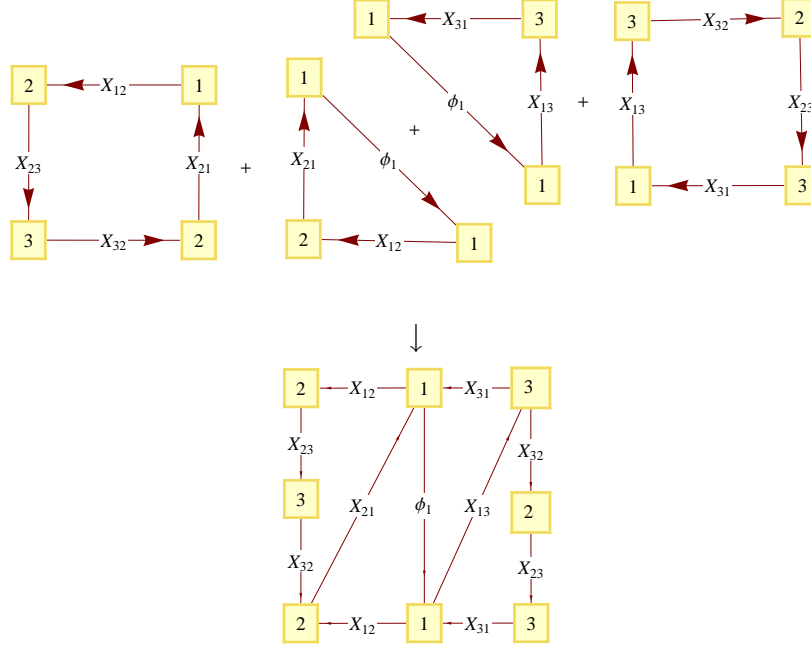 1 X31 3
3 X32 2
2 X12 1
1
ϕ1 X13
X13 X23
X23 X21
X21 ϕ1
+ + +
1 1 X31 3
3 X32 2
2 X12 1
↓
2 X12 1 X31 3
X23 X32
3 X21 ϕ1 X13 2
X32 X23
2 X12 1 X31 3